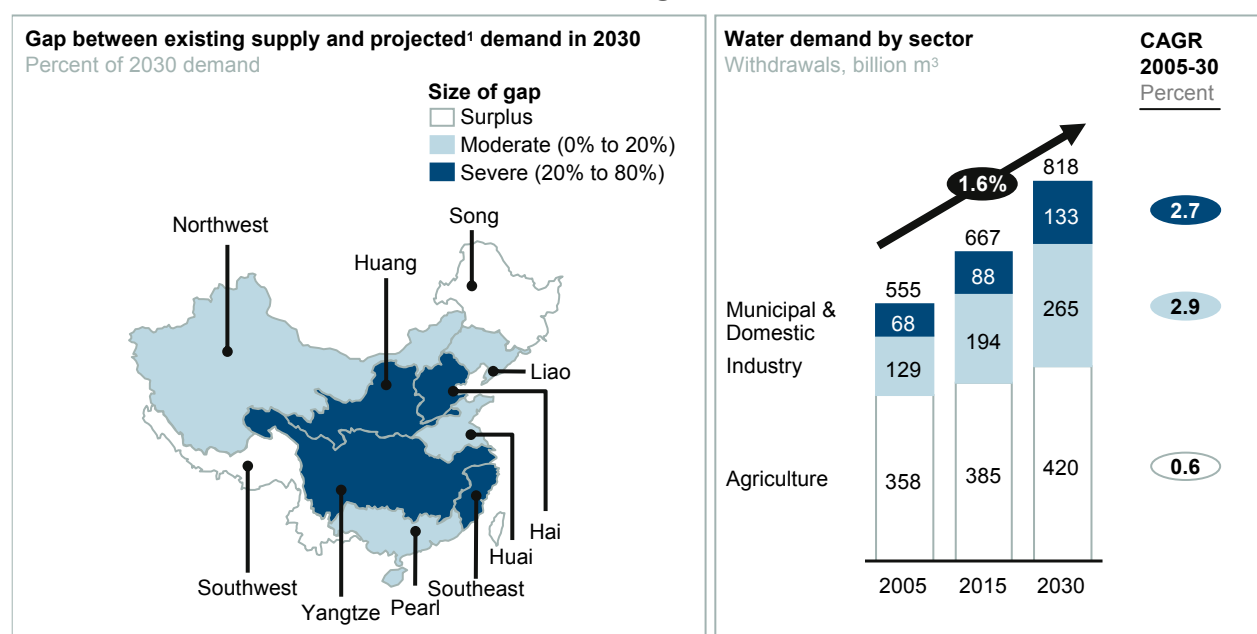 Gap between existing supply and projected¹ demand in 2030
Percent of 2030 demand
Size of gap
Surplus
Moderate (0% to 20%)
Severe (20% to 80%)
Northwest
Song
Huang
Liao
Hai
Huai
Southwest
Southeast
Yangtze
Pearl
Water demand by sector
Withdrawals, billion m³
CAGR
2005-30
Percent
1.6%
818
667
555
133
2.7
88
68
Municipal &
Domestic
265
2.9
194
129
Industry
Agriculture
358
385
420
0.6
2005
2015
2030